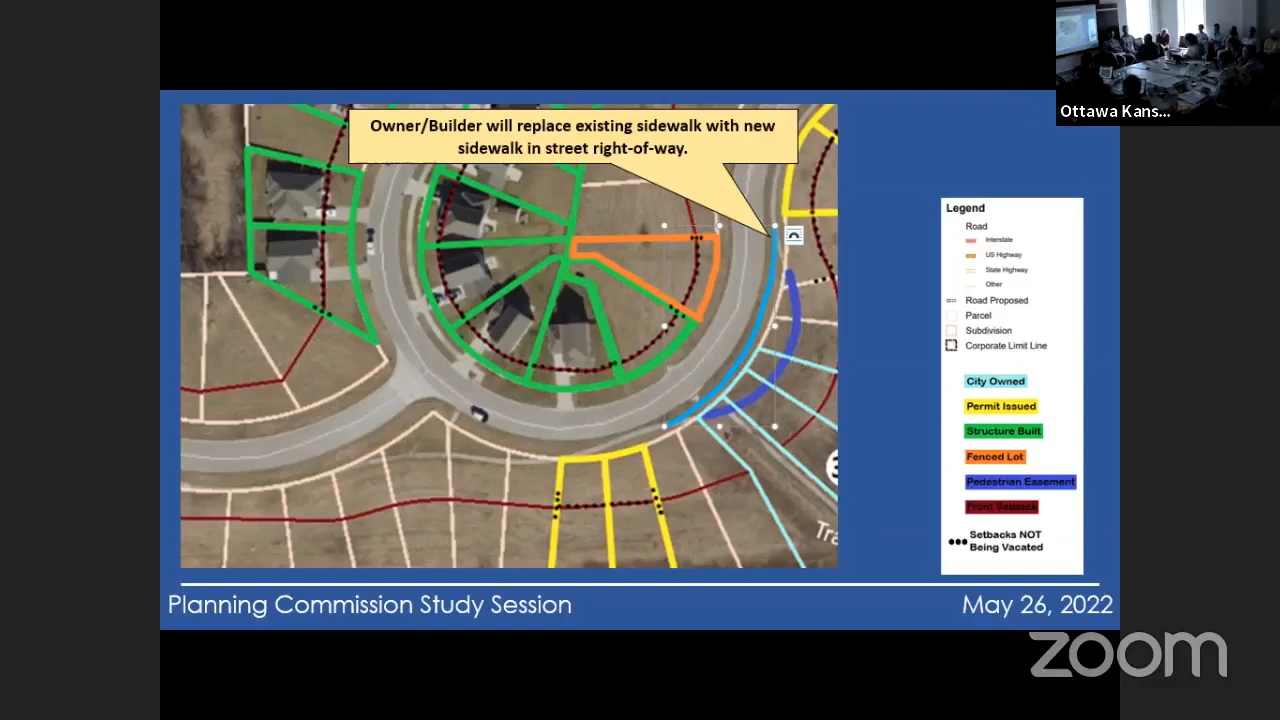 Owner/Builder will replace existing sidewalk with new
sidewalk in street right-of-way.
Ottawa Kans...
Legend
Road
Interstate
US Highway
State Highway
Other
Road Proposed
Parcel
Subdivision
Corporate Limit Line
City Owned
Permit Issued
Structure Built
Fenced Lot
Pedestrian Easement
Front Setback
Setbacks NOT
Being Vacated
Tra
Planning Commission Study Session
May 26, 2022
zoom